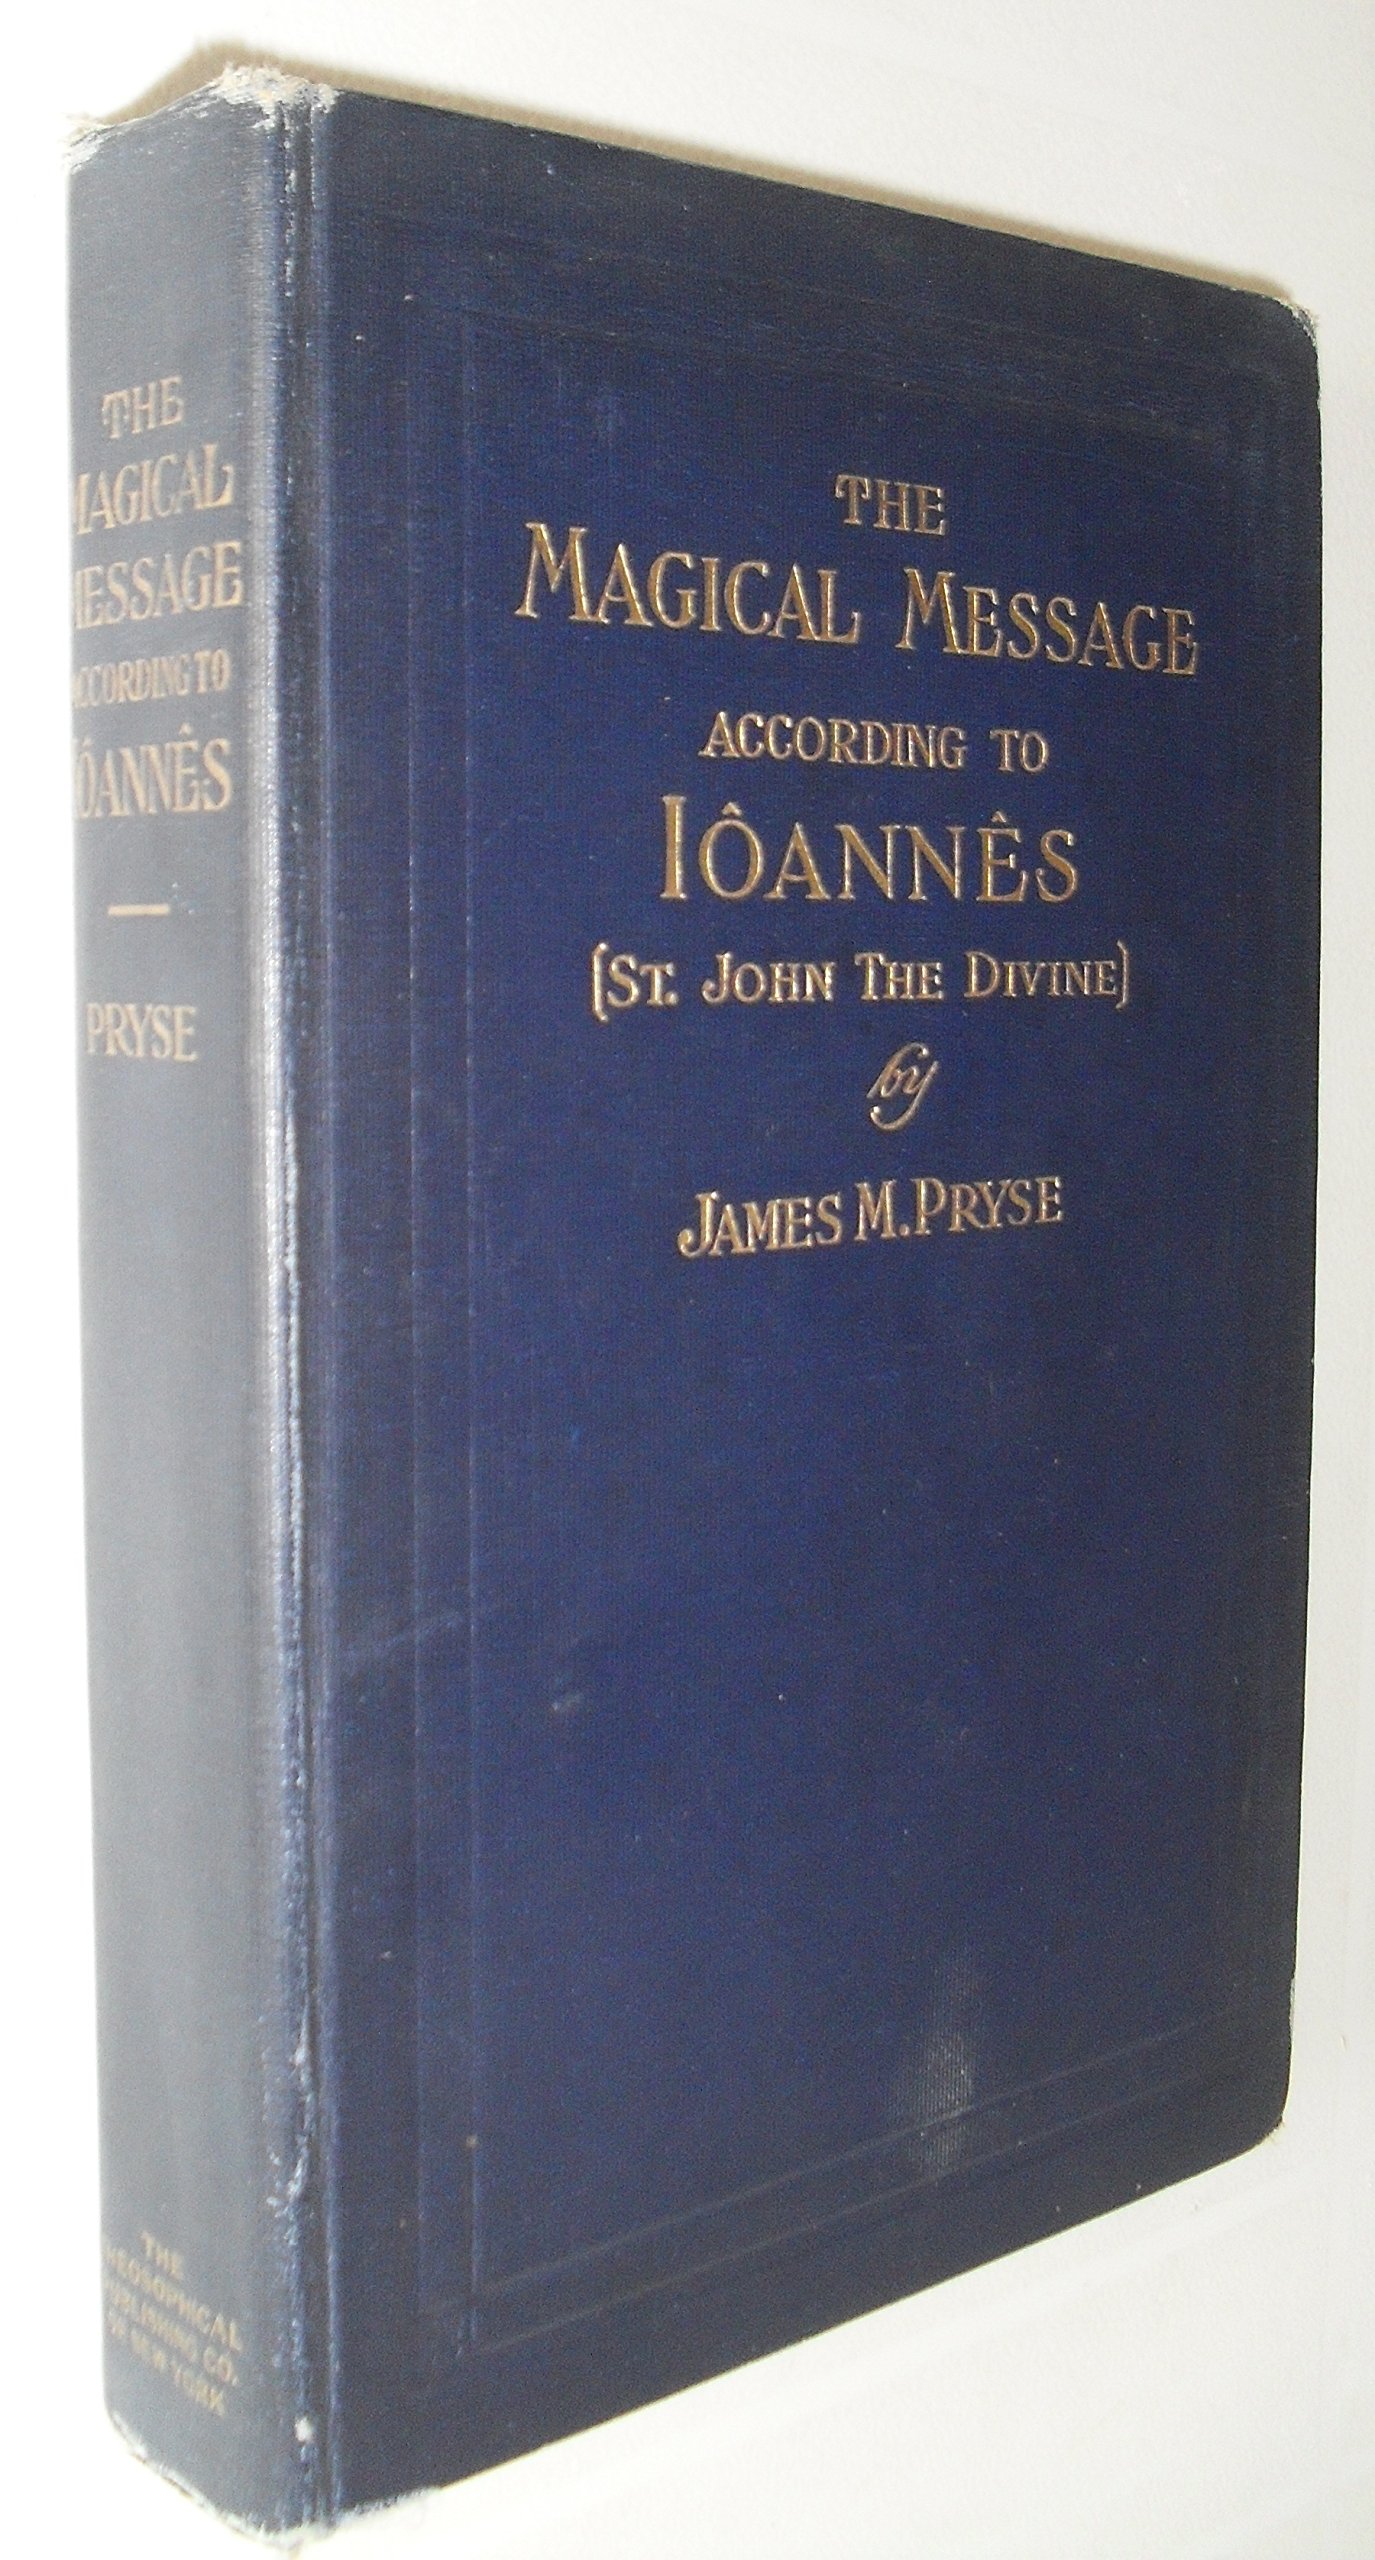 THE
MAGICAL
MESSAGE
ACCORDING TO
IÔANNÊS
PRYSE
THE
THEOSOPHICAL
PUBLISHING CO.
OF NEW YORK
THE
MAGICAL MESSAGE
ACCORDING TO
IÔANNÊS
(ST. JOHN THE DIVINE)
by
JAMES M. PRYSE